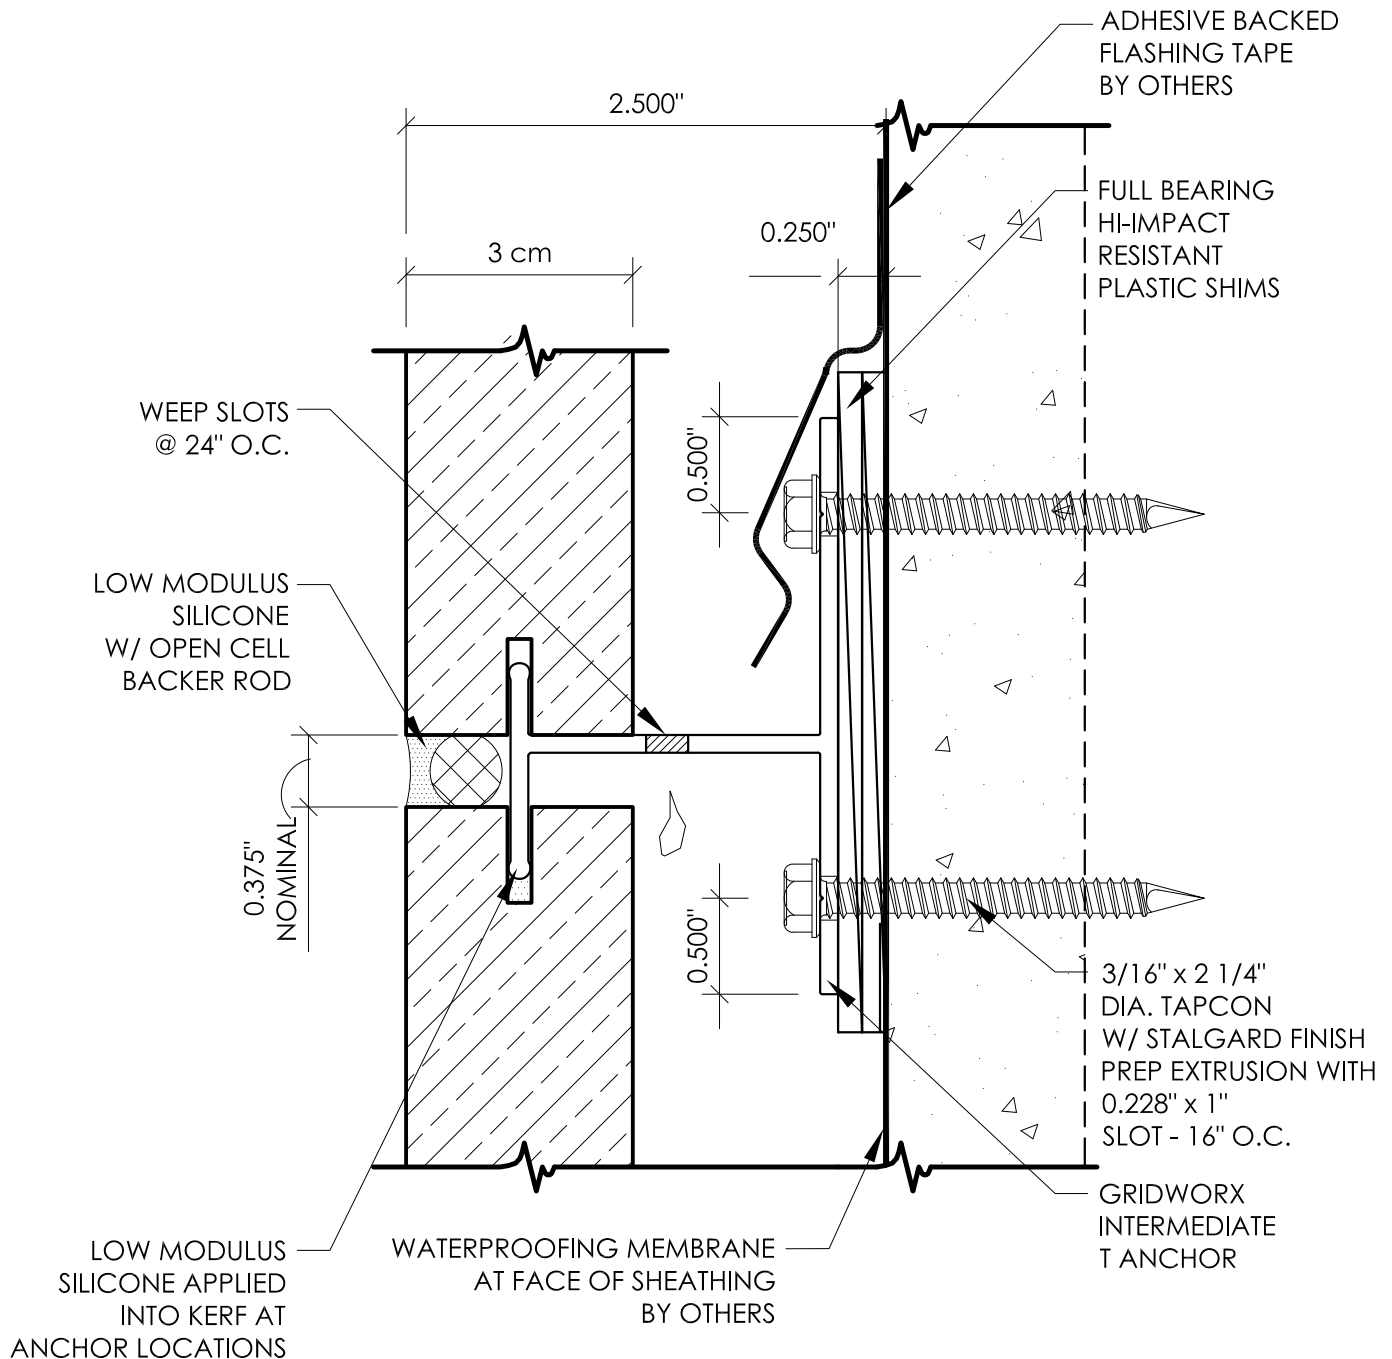 ADHESIVE BACKED
FLASHING TAPE
BY OTHERS
2.500"
FULL BEARING
HI-IMPACT
RESISTANT
PLASTIC SHIMS
0.250"
3 cm
WEEP SLOTS
@ 24" O.C.
0.500"
LOW MODULUS
SILICONE
W/ OPEN CELL
BACKER ROD
0.375"
NOMINAL
0.500"
3/16" x 2 1/4"
DIA. TAPCON
W/ STALGARD FINISH
PREP EXTRUSION WITH
0.228" x 1"
SLOT - 16" O.C.
GRIDWORX
INTERMEDIATE
T ANCHOR
WATERPROOFING MEMBRANE
AT FACE OF SHEATHING
BY OTHERS
LOW MODULUS
SILICONE APPLIED
INTO KERF AT
ANCHOR LOCATIONS